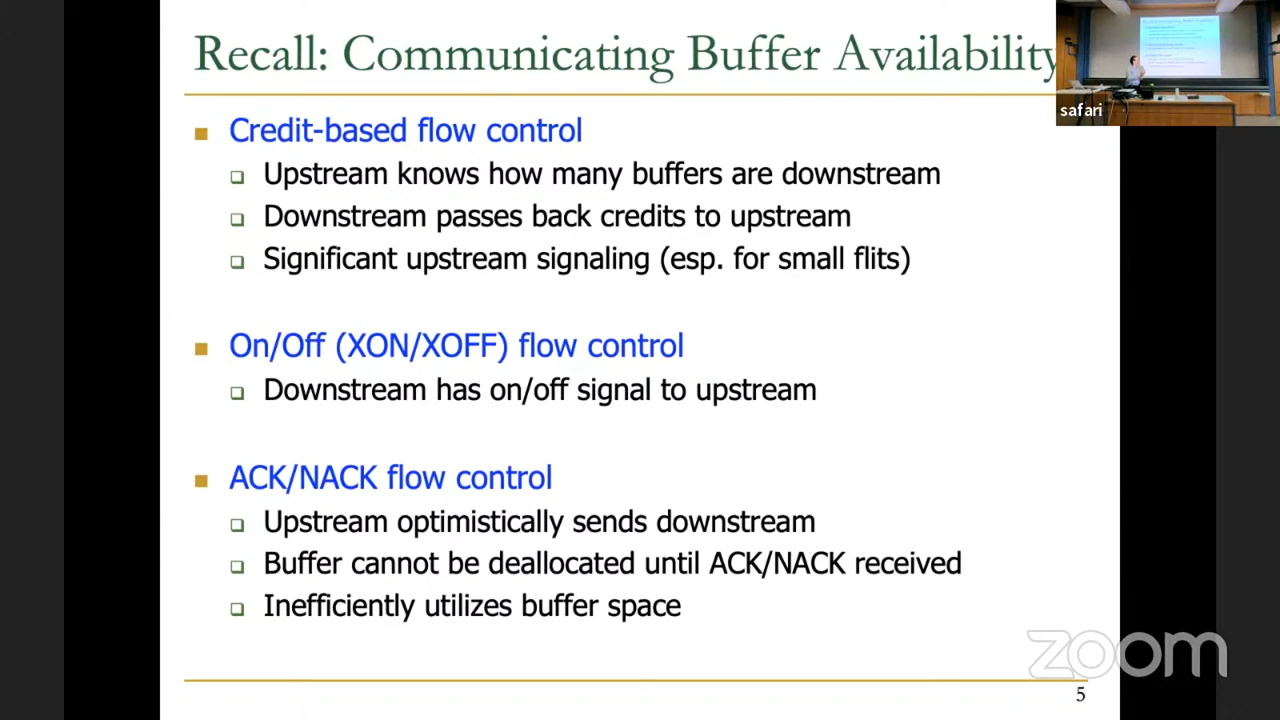 Recall: Communicating Buffer Availability
safari
Credit-based flow control
Upstream knows how many buffers are downstream
Downstream passes back credits to upstream
Significant upstream signaling (esp. for small flits)
On/Off (XON/XOFF) flow control
Downstream has on/off signal to upstream
ACK/NACK flow control
Upstream optimistically sends downstream
Buffer cannot be deallocated until ACK/NACK received
Inefficiently utilizes buffer space
zoom
5